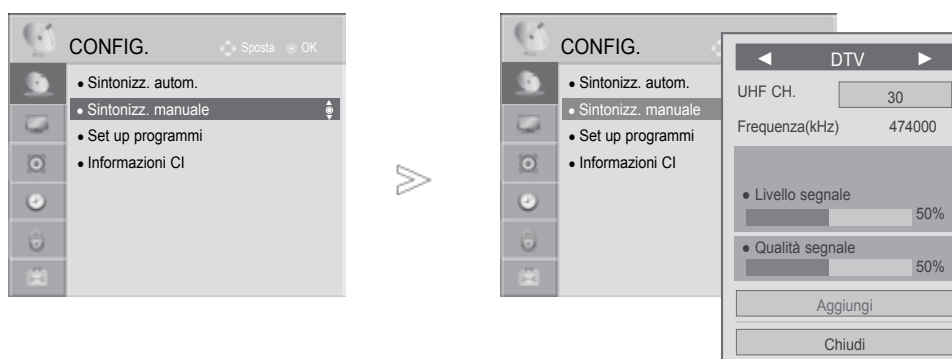 CONFIG. Sposta OK
• Sintonizz. autom.
• Sintonizz. manuale
• Set up programmi
• Informazioni CI
CONFIG.
• Sintonizz. autom.
• Sintonizz. manuale
• Set up programmi
• Informazioni CI
◄ DTV ►
UHF CH. 30
Frequenza(kHz) 474000
• Livello segnale
50%
• Qualità segnale
50%
Aggiungi
Chiudi